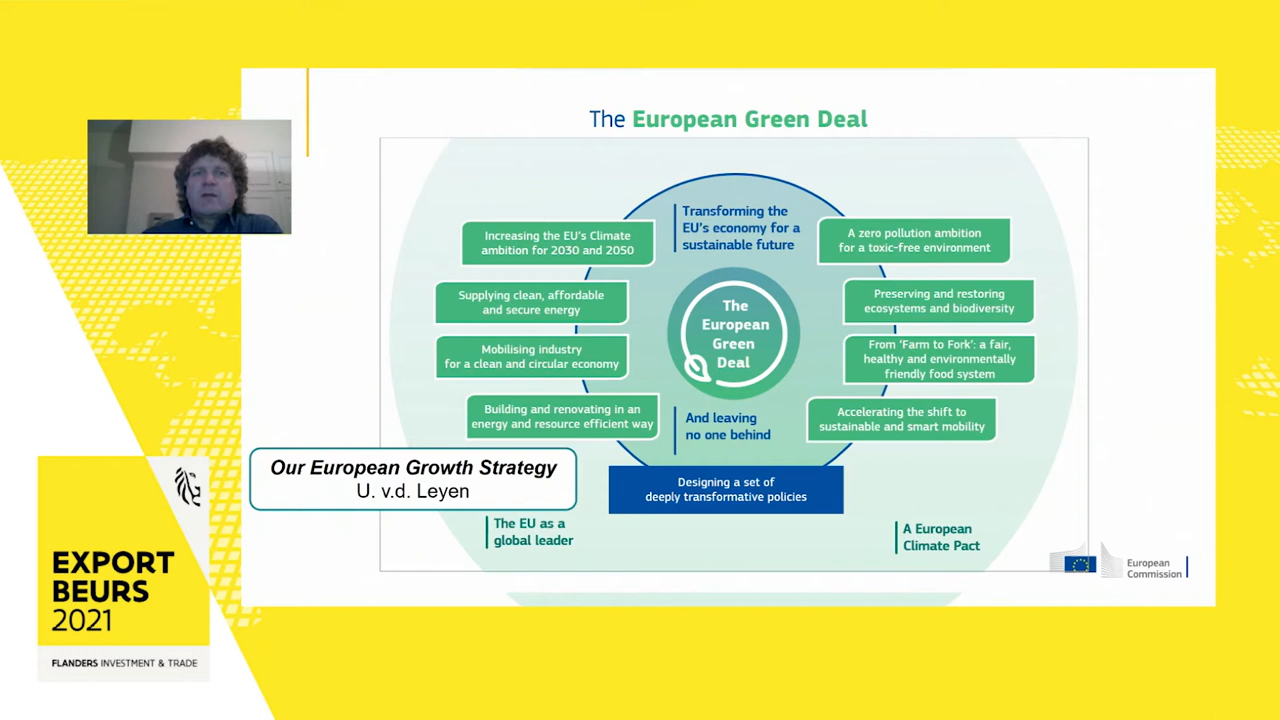 The European Green Deal
Transforming the
EU's economy for a
sustainable future
Increasing the EU's Climate
ambition for 2030 and 2050
Supplying clean, affordable
and secure energy
Mobilising industry
for a clean and circular economy
Building and renovating in an
energy and resource efficient way
A zero pollution ambition
for a toxic-free environment
Preserving and restoring
ecosystems and biodiversity
From ‘Farm to Fork’: a fair,
healthy and environmentally
friendly food system
Accelerating the shift to
sustainable and smart mobility
The
European
Green
Deal
And leaving
no one behind
Our European Growth Strategy
U. v.d. Leyen
Designing a set of
deeply transformative policies
The EU as a
global leader
A European
Climate Pact
European
Commission
EXPORT
BEURS
2021
FLANDERS INVESTMENT & TRADE